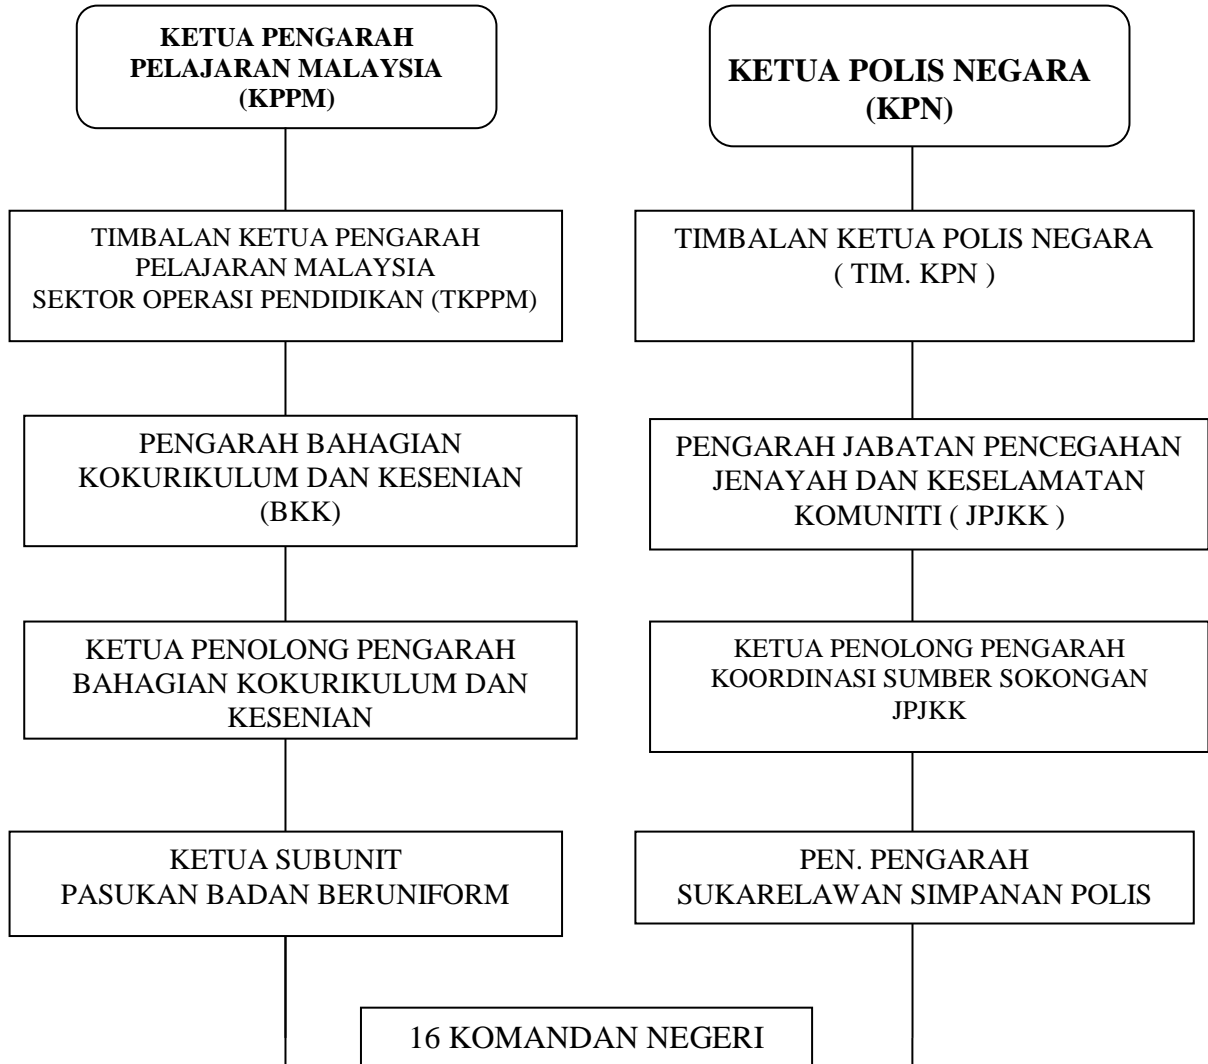 KETUA PENGARAH
PELAJARAN MALAYSIA
(KPPM)
KETUA POLIS NEGARA
(KPN)
TIMBALAN KETUA PENGARAH
PELAJARAN MALAYSIA
SEKTOR OPERASI PENDIDIKAN (TKPPM)
TIMBALAN KETUA POLIS NEGARA
( TIM. KPN )
PENGARAH BAHAGIAN
KOKURIKULUM DAN KESENIAN
(BKK)
PENGARAH JABATAN PENCEGAHAN
JENAYAH DAN KESELAMATAN
KOMUNITI ( JPJKK )
KETUA PENOLONG PENGARAH
BAHAGIAN KOKURIKULUM DAN
KESENIAN
KETUA PENOLONG PENGARAH
KOORDINASI SUMBER SOKONGAN
JPJKK
KETUA SUBUNIT
PASUKAN BADAN BERUNIFORM
PEN. PENGARAH
SUKARELAWAN SIMPANAN POLIS
16 KOMANDAN NEGERI